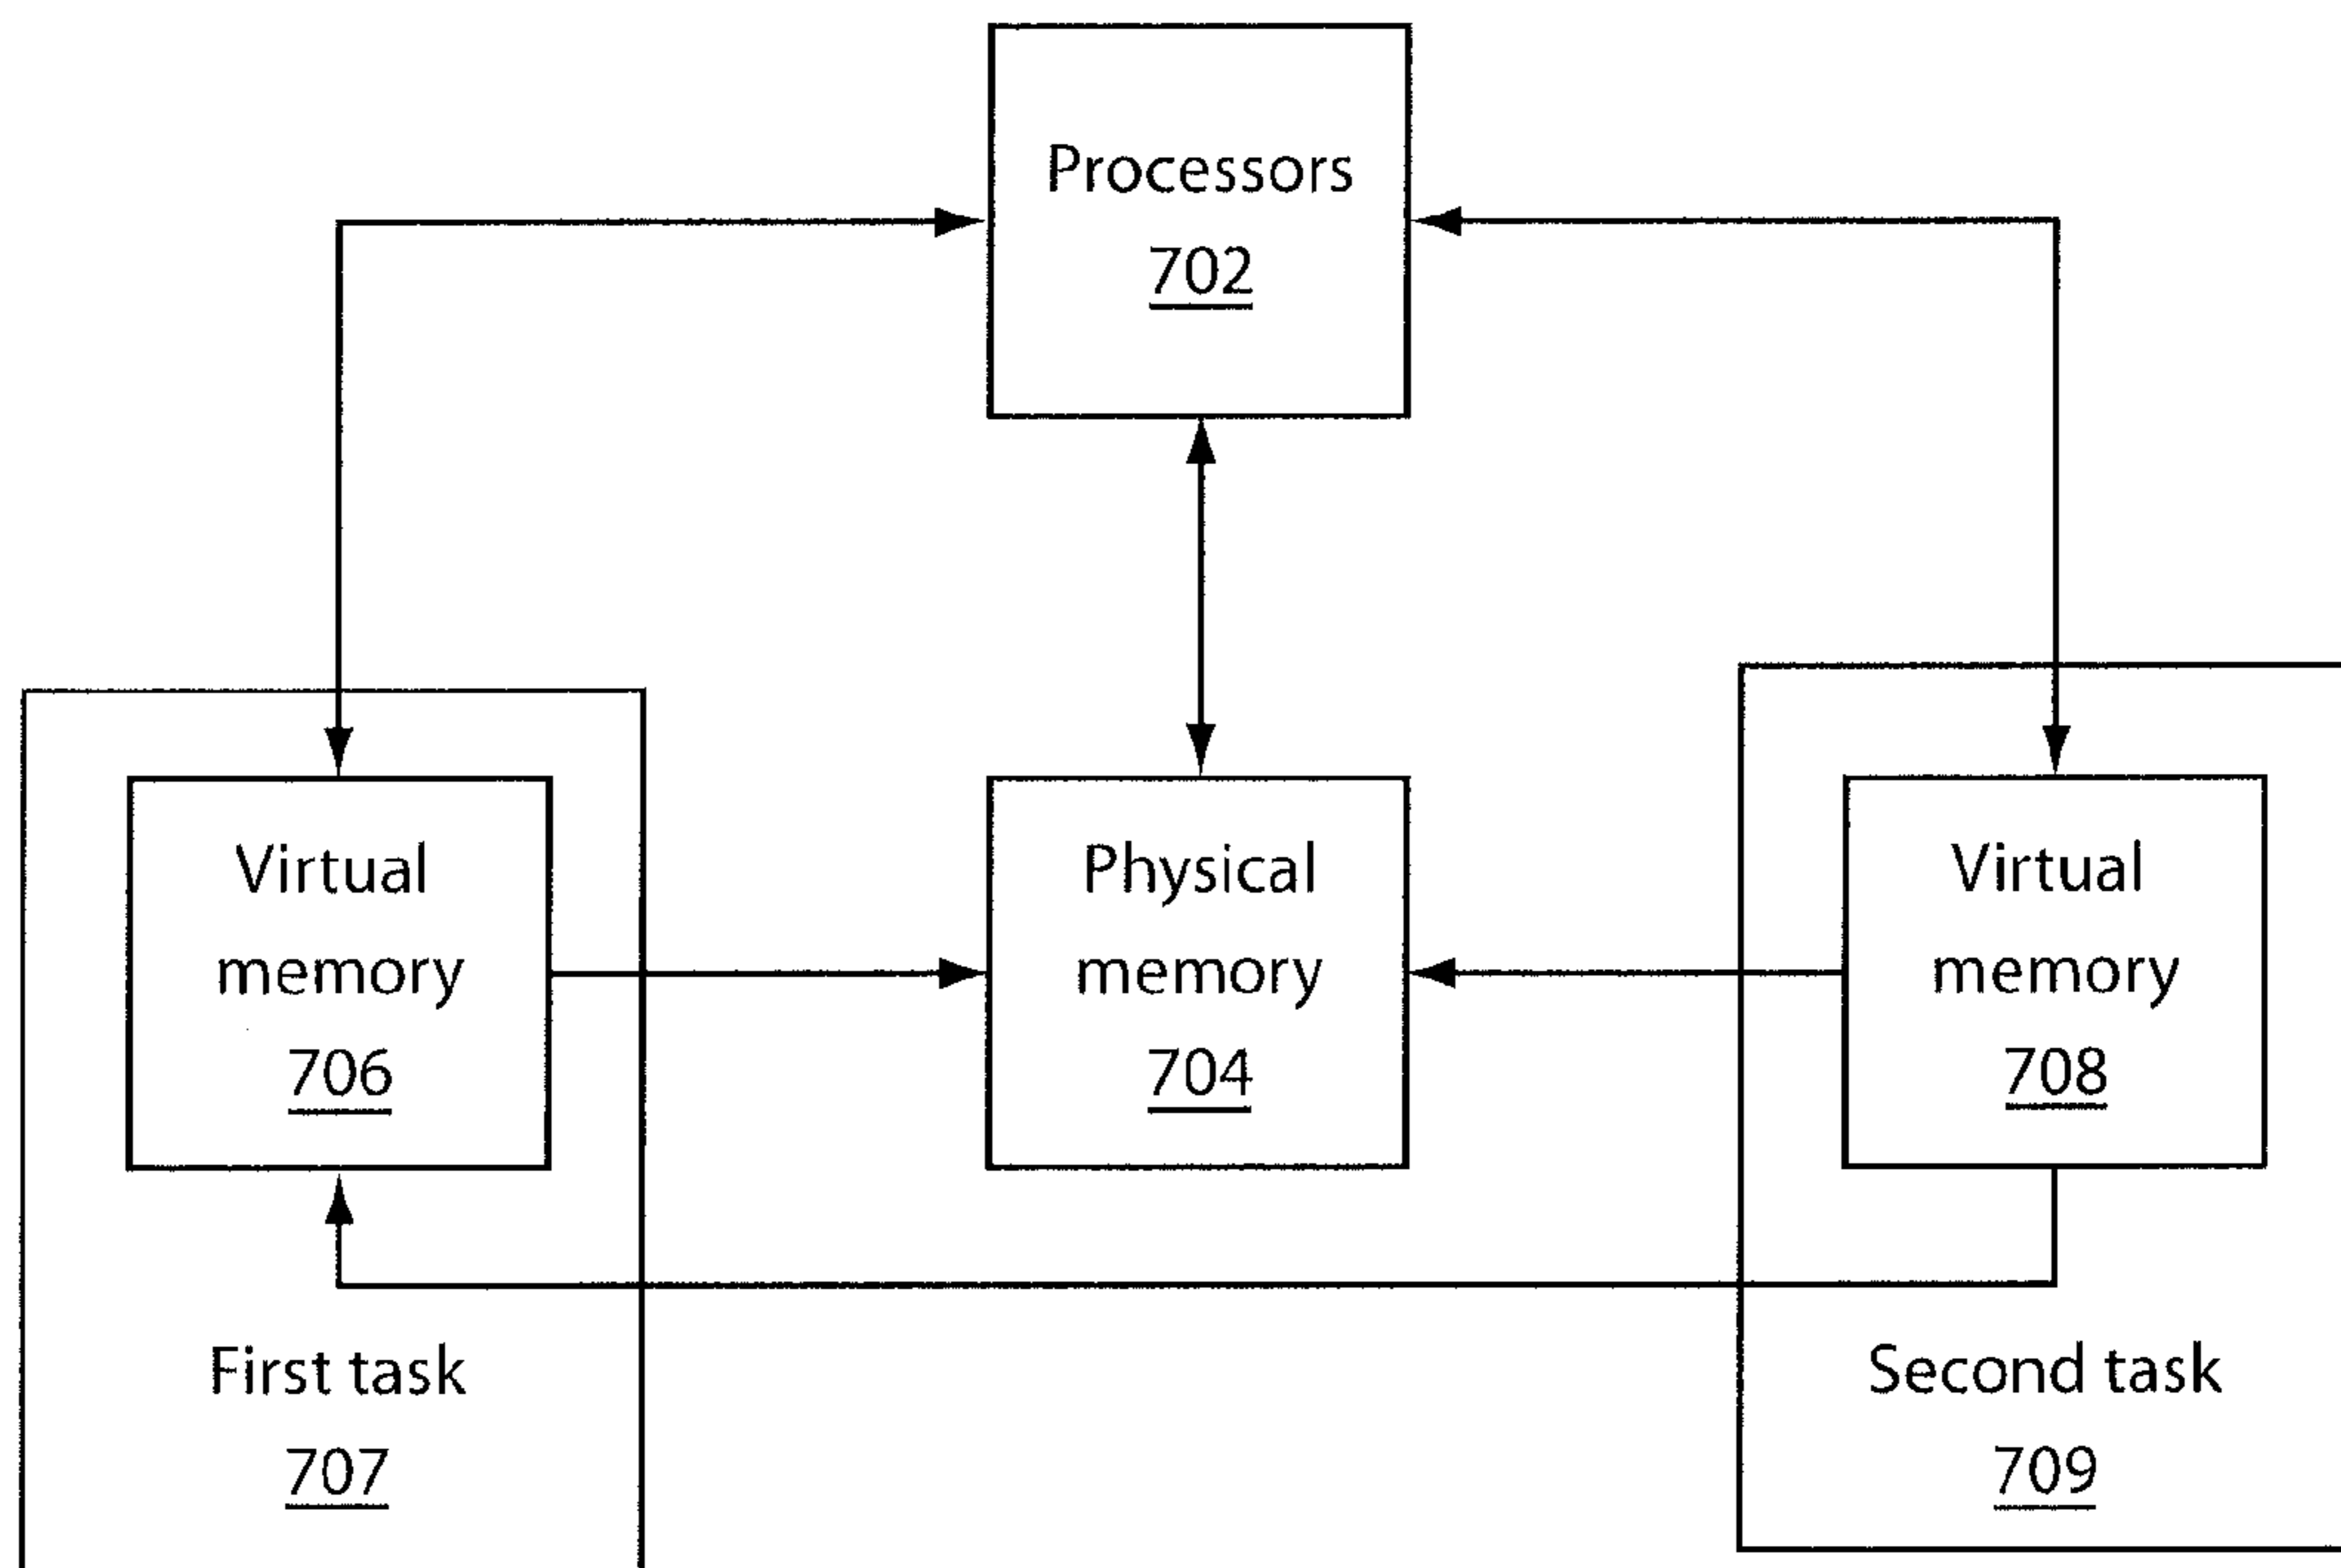 Processors
702
Virtual
memory
706
Physical
memory
704
Virtual
memory
708
First task
707
Second task
709